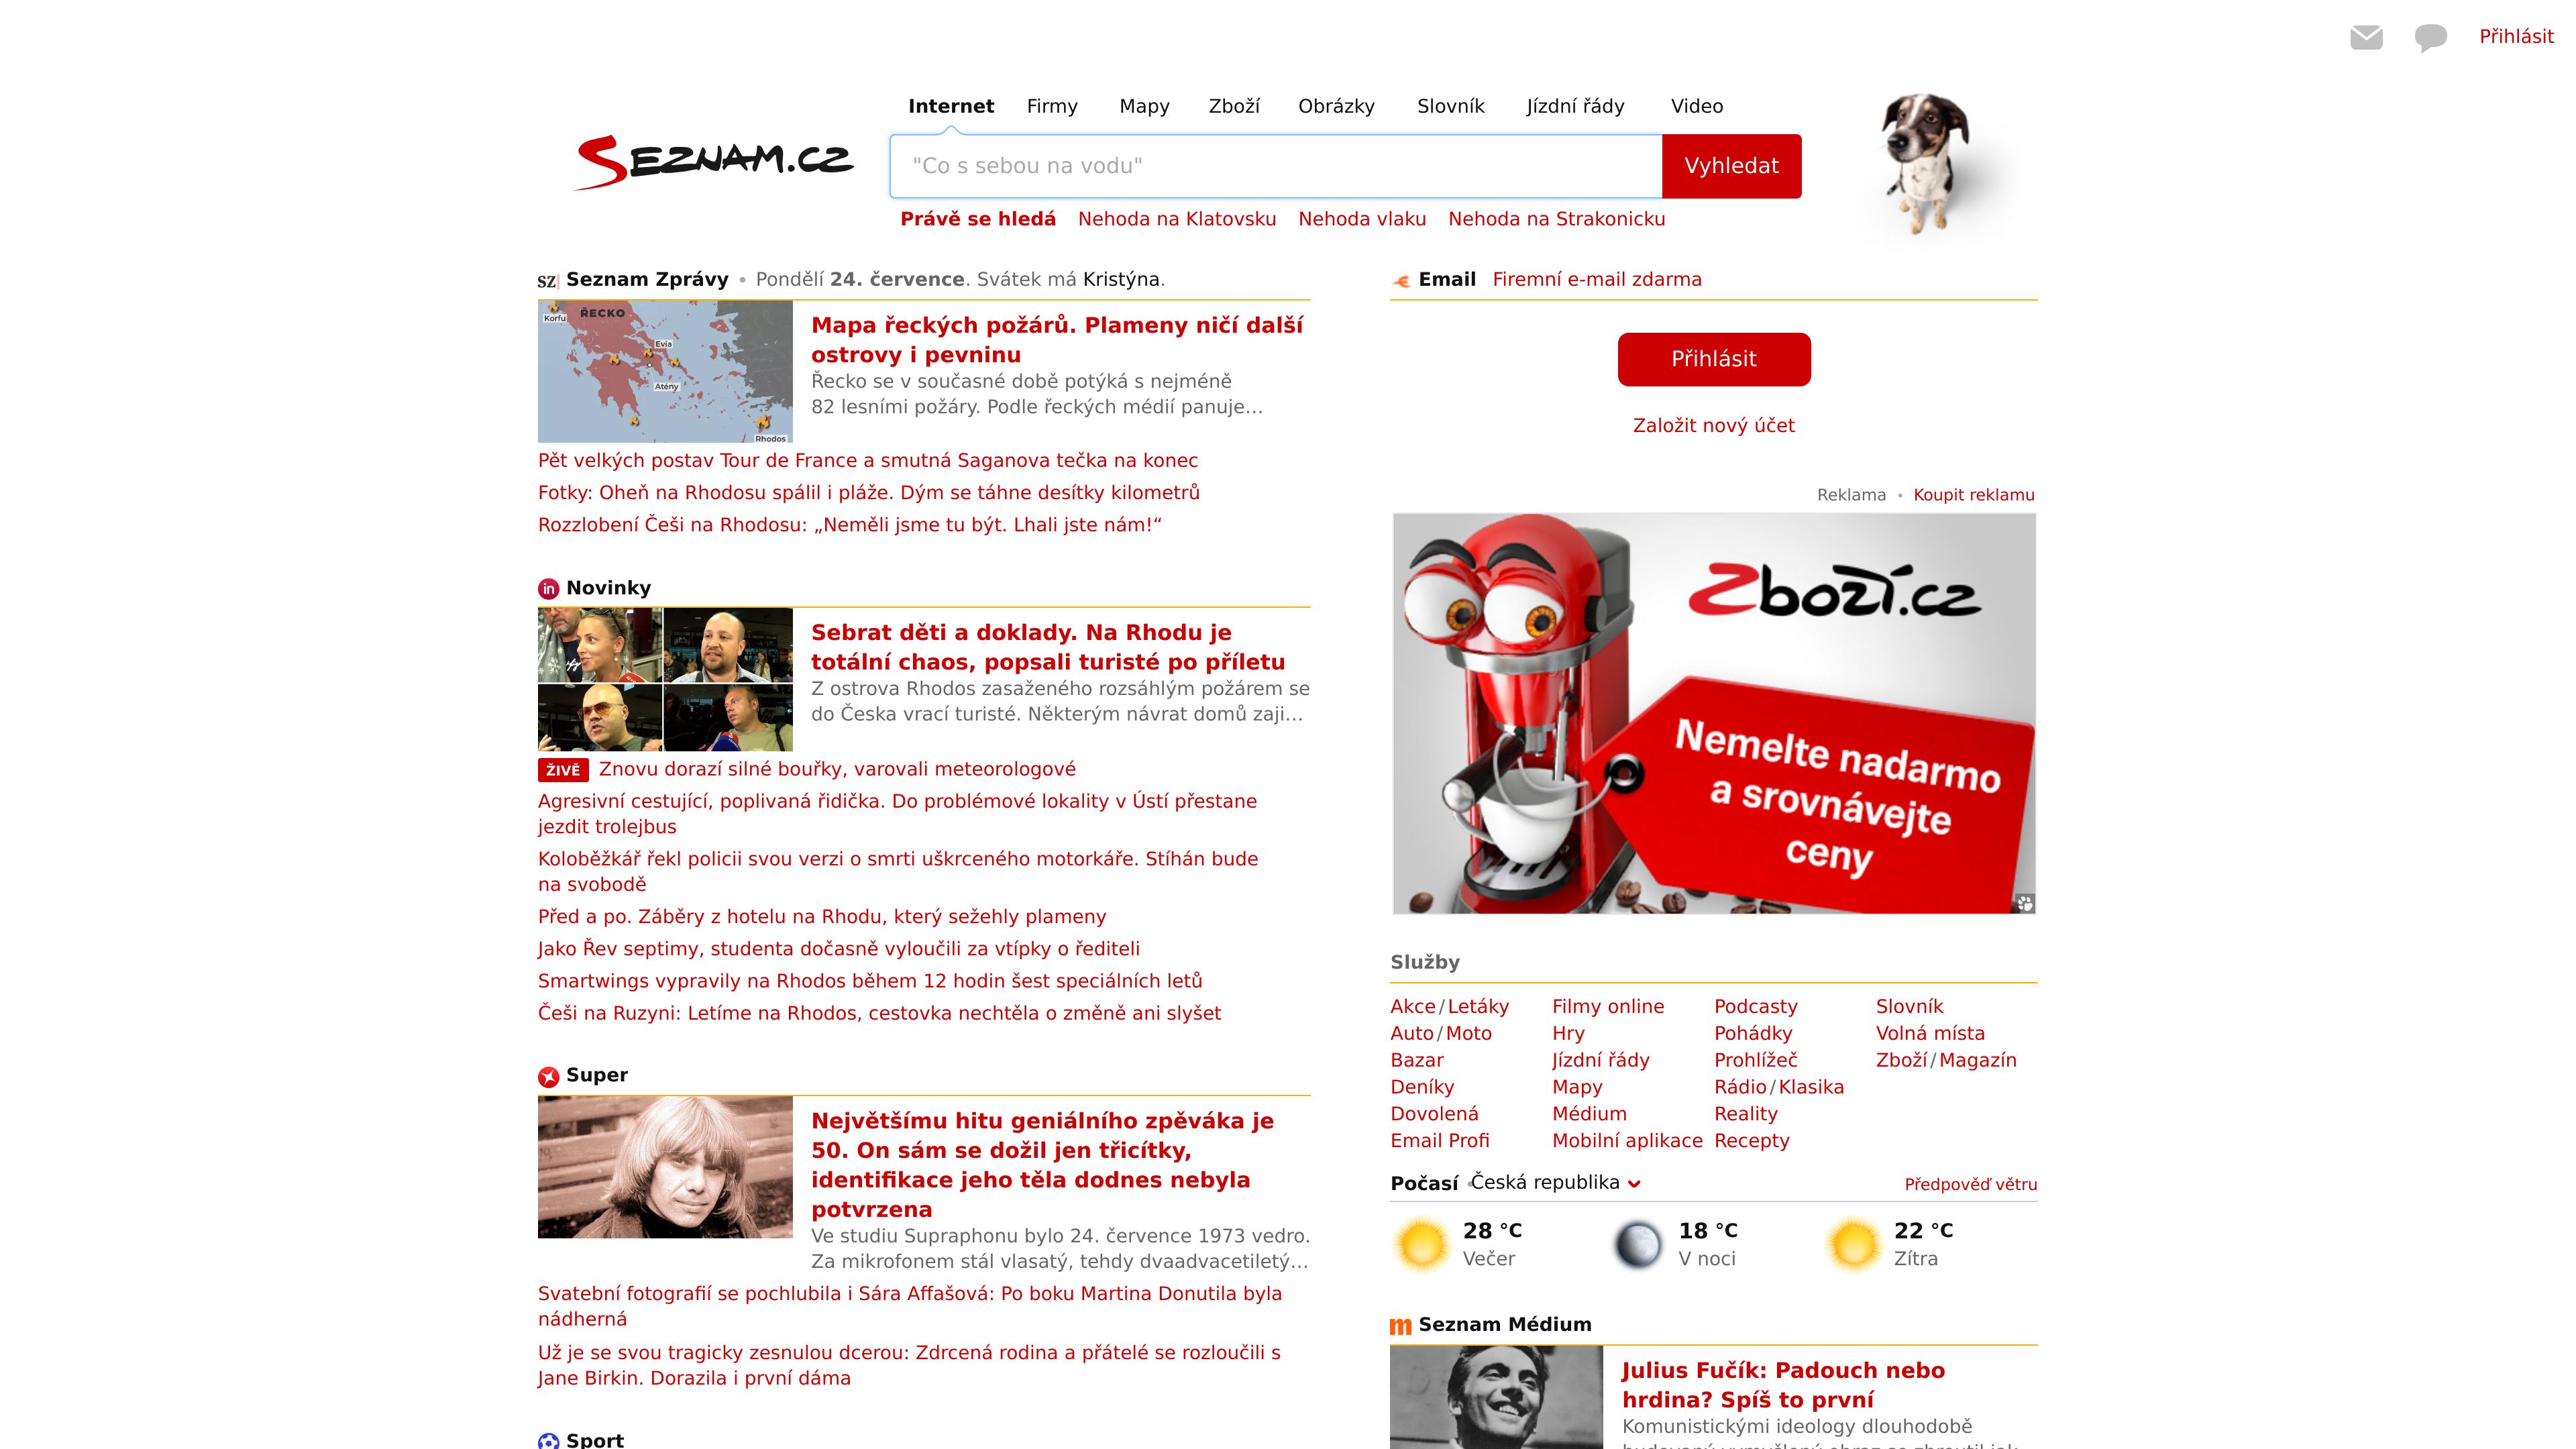 Přihlásit
Internet Firmy Mapy Zboží Obrázky Slovník Jízdní řády Video
SEZNAM.CZ
"Co s sebou na vodu" Vyhledat
Právě se hledá Nehoda na Klatovsku Nehoda vlaku Nehoda na Strakonicku
SZ Seznam Zprávy • Pondělí 24. července. Svátek má Kristýna.
Korfu
ŘECKO
Evia
Atény
Rhodos
Mapa řeckých požárů. Plameny ničí další
ostrovy i pevninu
Řecko se v současné době potýká s nejméně
82 lesními požáry. Podle řeckých médií panuje…
Pět velkých postav Tour de France a smutná Saganova tečka na konec
Fotky: Oheň na Rhodosu spálil i pláže. Dým se táhne desítky kilometrů
Rozzlobení Češi na Rhodosu: „Neměli jsme tu být. Lhali jste nám!“
in Novinky
Sebrat děti a doklady. Na Rhodu je
totální chaos, popsali turisté po příletu
Z ostrova Rhodos zasaženého rozsáhlým požárem se
do Česka vrací turisté. Některým návrat domů zaji…
ŽIVĚ Znovu dorazí silné bouřky, varovali meteorologové
Agresivní cestující, poplivaná řidička. Do problémové lokality v Ústí přestane
jezdit trolejbus
Koloběžkář řekl policii svou verzi o smrti uškrceného motorkáře. Stíhán bude
na svobodě
Před a po. Záběry z hotelu na Rhodu, který sežehly plameny
Jako Řev septimy, studenta dočasně vyloučili za vtípky o řediteli
Smartwings vypravily na Rhodos během 12 hodin šest speciálních letů
Češi na Ruzyni: Letíme na Rhodos, cestovka nechtěla o změně ani slyšet
Super
Největšímu hitu geniálního zpěváka je
50. On sám se dožil jen třicítky,
identifikace jeho těla dodnes nebyla
potvrzena
Ve studiu Supraphonu bylo 24. července 1973 vedro.
Za mikrofonem stál vlasatý, tehdy dvaadvacetiletý…
Svatební fotografií se pochlubila i Sára Affašová: Po boku Martina Donutila byla
nádherná
Už je se svou tragicky zesnulou dcerou: Zdrcená rodina a přátelé se rozloučili s
Jane Birkin. Dorazila i první dáma
Sport
Email Firemní e-mail zdarma
Přihlásit
Založit nový účet
Reklama • Koupit reklamu
Zboží.cz
Nemelte nadarmo
a srovnávejte
ceny
Služby
Akce / Letáky Filmy online Podcasty Slovník
Auto / Moto Hry Pohádky Volná místa
Bazar Jízdní řády Prohlížeč Zboží / Magazín
Deníky Mapy Rádio / Klasika
Dovolená Médium Reality
Email Profi Mobilní aplikace Recepty
Počasí • Česká republika Předpověď větru
28 °C 18 °C 22 °C
Večer V noci Zítra
m Seznam Médium
Julius Fučík: Padouch nebo
hrdina? Spíš to první
Komunistickými ideology dlouhodobě